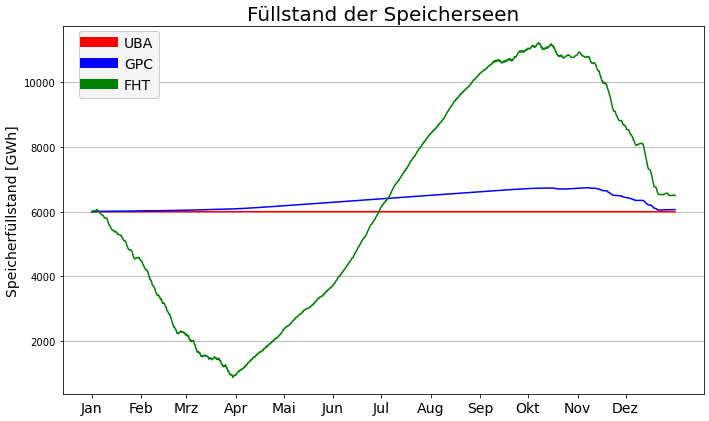 Füllstand der Speicherseen
UBA
GPC
FHT
Speicherfüllstand [GWh]
10000
8000
6000
4000
2000
Jan Feb Mrz Apr Mai Jun Jul Aug Sep Okt Nov Dez